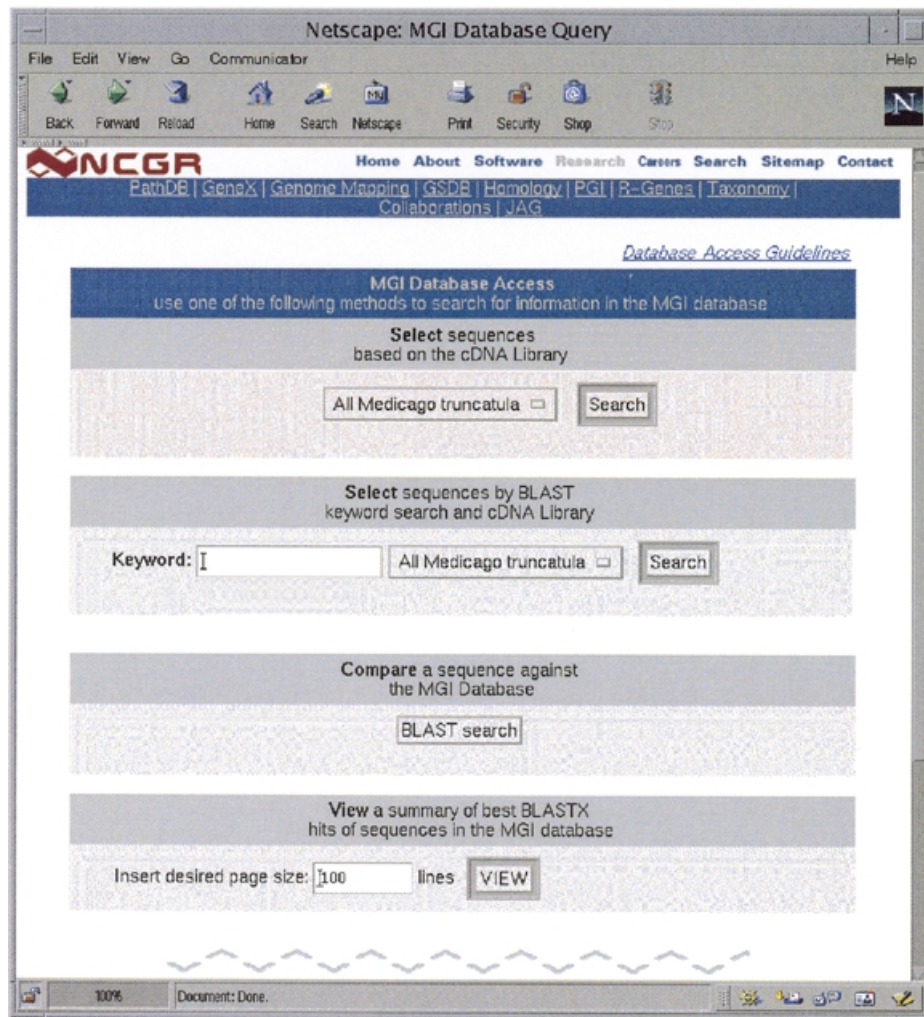 Netscape: MGI Database Query
File Edit View Go Communicator Help
Back Forward Reload Home Search Netscape Print Security Shop Stop
N
NCGR Home About Software Research Careers Search Sitemap Contact
PathDB | GeneX | Genome Mapping | GSDB | Homology | PGI | R-Genes | Taxonomy |
Collaborations | JAG
Database Access Guidelines
MGI Database Access
use one of the following methods to search for information in the MGI database
Select sequences
based on the cDNA Library
All Medicago truncatula Search
Select sequences by BLAST
keyword search and cDNA Library
Keyword: All Medicago truncatula Search
Compare a sequence against
the MGI Database
BLAST search
View a summary of best BLASTX
hits of sequences in the MGI database
Insert desired page size: 100 lines VIEW
100% Document: Done.